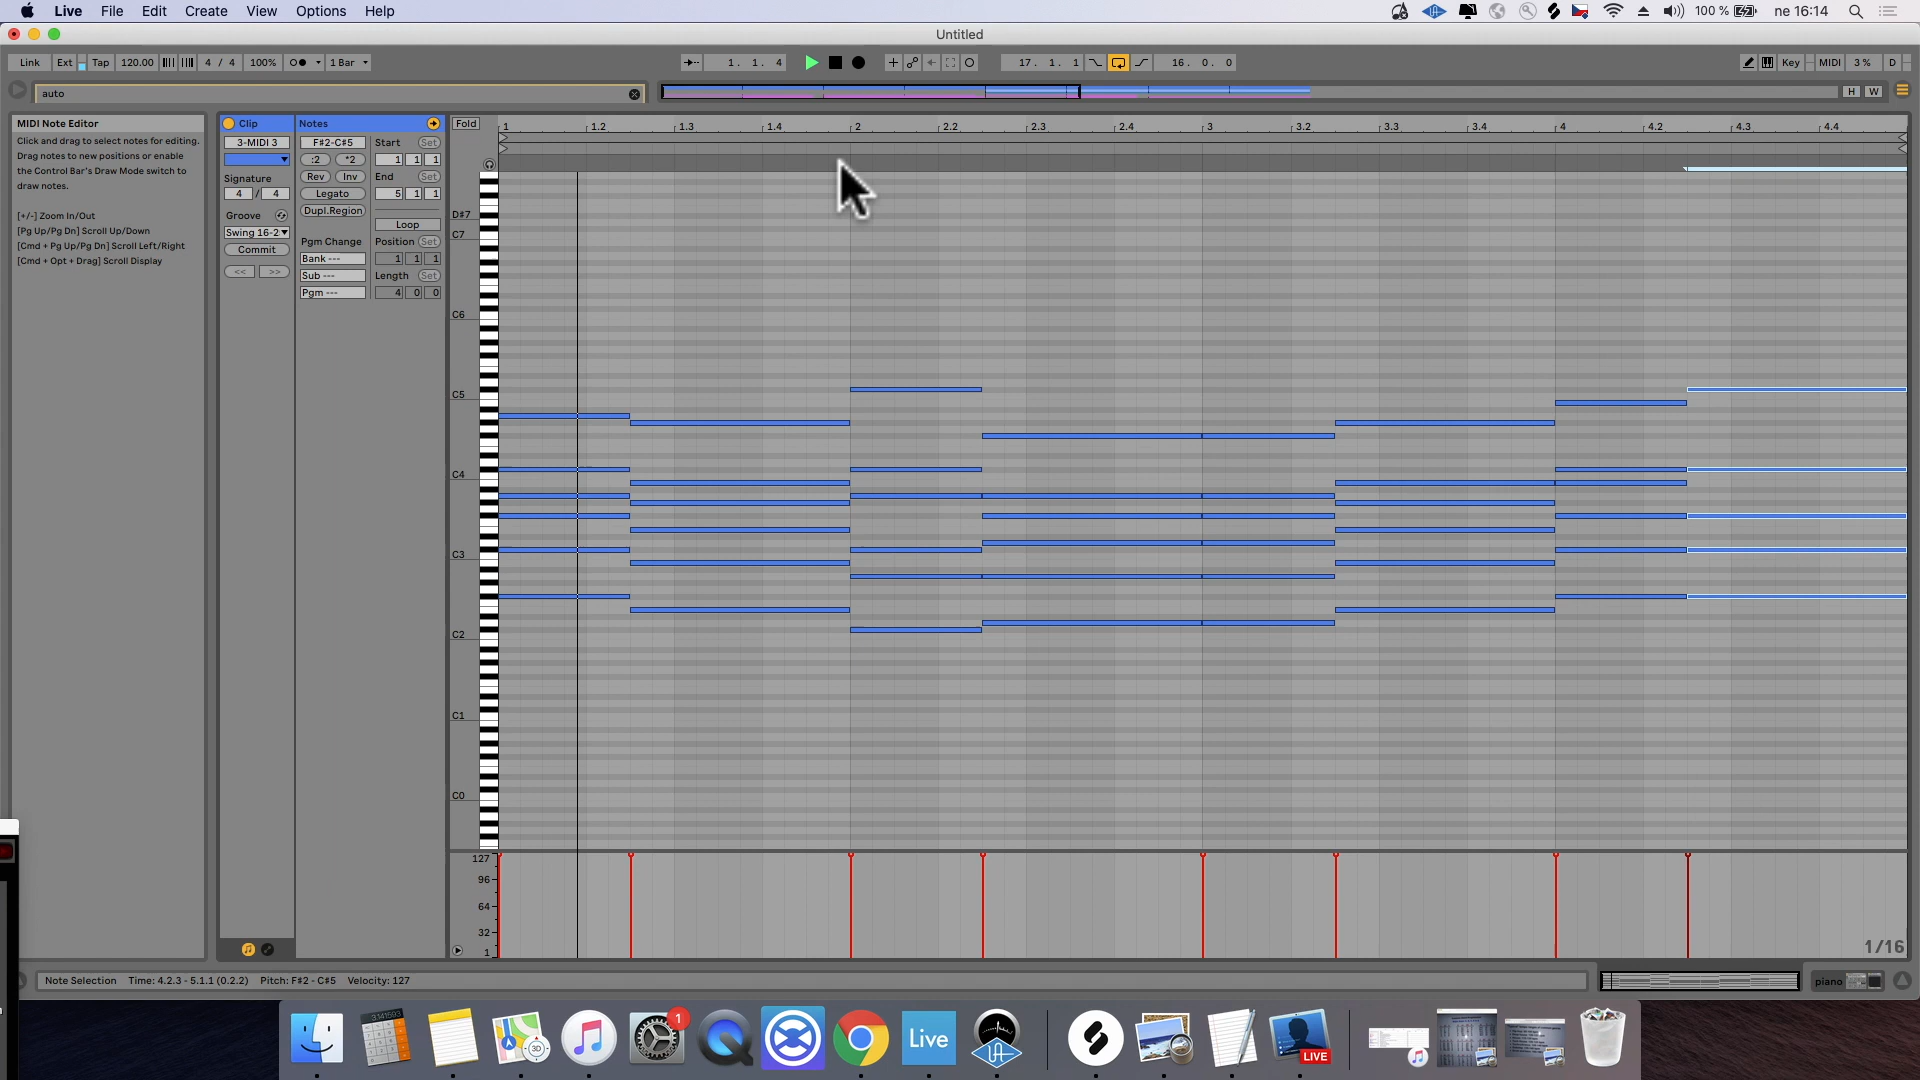 Live File Edit Create View Options Help 100 % ne 16:14
Untitled
Link Ext Tap 120.00 4 / 4 100% 1 Bar 1. 1. 4 17. 1. 1 16. 0. 0 Key MIDI 3 % D
auto H W
MIDI Note Editor
Click and drag to select notes for editing.
Drag notes to new positions or enable
the Control Bar's Draw Mode switch to
draw notes.
[+/-] Zoom In/Out
[Pg Up/Pg Dn] Scroll Up/Down
[Cmd + Pg Up/Pg Dn] Scroll Left/Right
[Cmd + Opt + Drag] Scroll Display
Clip
3-MIDI 3
Signature
4 / 4
Groove
Swing 16-2
Commit
<< >>
Notes
F#2-C#5
:2 *2
Rev Inv
Legato
Dupl.Region
Pgm Change
Bank ---
Sub ---
Pgm ---
Start Set
1 1 1
End Set
5 1 1
Loop
Position Set
1 1 1
Length Set
4 0 0
Fold 1 1.2 1.3 1.4 2 2.2 2.3 2.4 3 3.2 3.3 3.4 4 4.2 4.3 4.4
D#7
C7
C6
C5
C4
C3
C2
C1
C0
127
96
64
32
1
1/16
Note Selection Time: 4.2.3 - 5.1.1 (0.2.2) Pitch: F#2 - C#5 Velocity: 127 piano
3.141593
3D
1
Live
LIVE